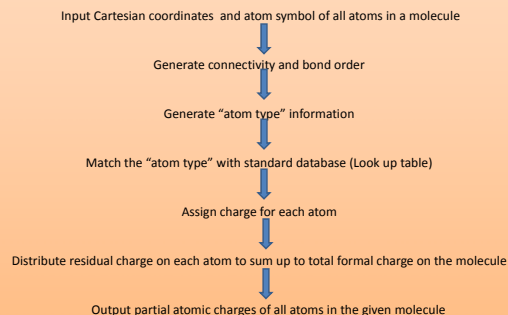 Input Cartesian coordinates and atom symbol of all atoms in a molecule
Generate connectivity and bond order
Generate “atom type” information
Match the “atom type” with standard database (Look up table)
Assign charge for each atom
Distribute residual charge on each atom to sum up to total formal charge on the molecule
Output partial atomic charges of all atoms in the given molecule